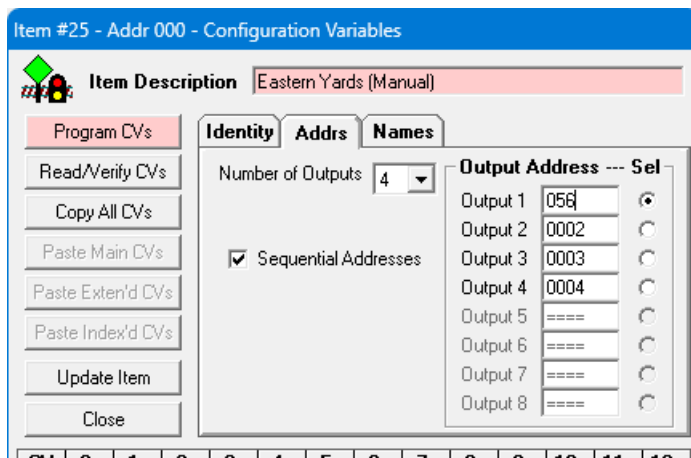 Item #25 - Addr 000 - Configuration Variables
Item Description Eastern Yards (Manual)
Program CVs
Read/Verify CVs
Copy All CVs
Paste Main CVs
Paste Exten'd CVs
Paste Index'd CVs
Update Item
Close
Identity Addrs Names
Number of Outputs 4
Sequential Addresses
Output Address --- Sel
Output 1 056
Output 2 0002
Output 3 0003
Output 4 0004
Output 5 ====
Output 6 ====
Output 7 ====
Output 8 ====